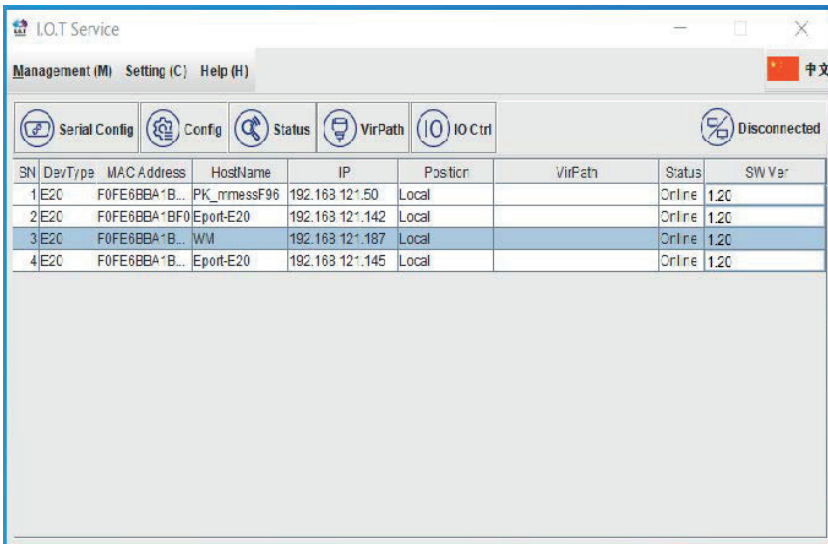 I.O.T Service
Management (M) Setting (C) Help (H) 中文
Serial Config Config Status VirPath IO IO Ctrl Disconnected
SN DevType MAC Address HostName IP Position VirPath Status SW Ver
1 E20 F0FE6BBA1B... PK_mmessF96 192.168.121.50 Local Online 1.20
2 E20 F0FE6BBA1BF0 Eport-E20 192.168.121.142 Local Online 1.20
3 E20 F0FE6BBA1B... WM 192.168.121.187 Local Online 1.20
4 E20 F0FE6BBA1B... Eport-E20 192.168.121.145 Local Online 1.20